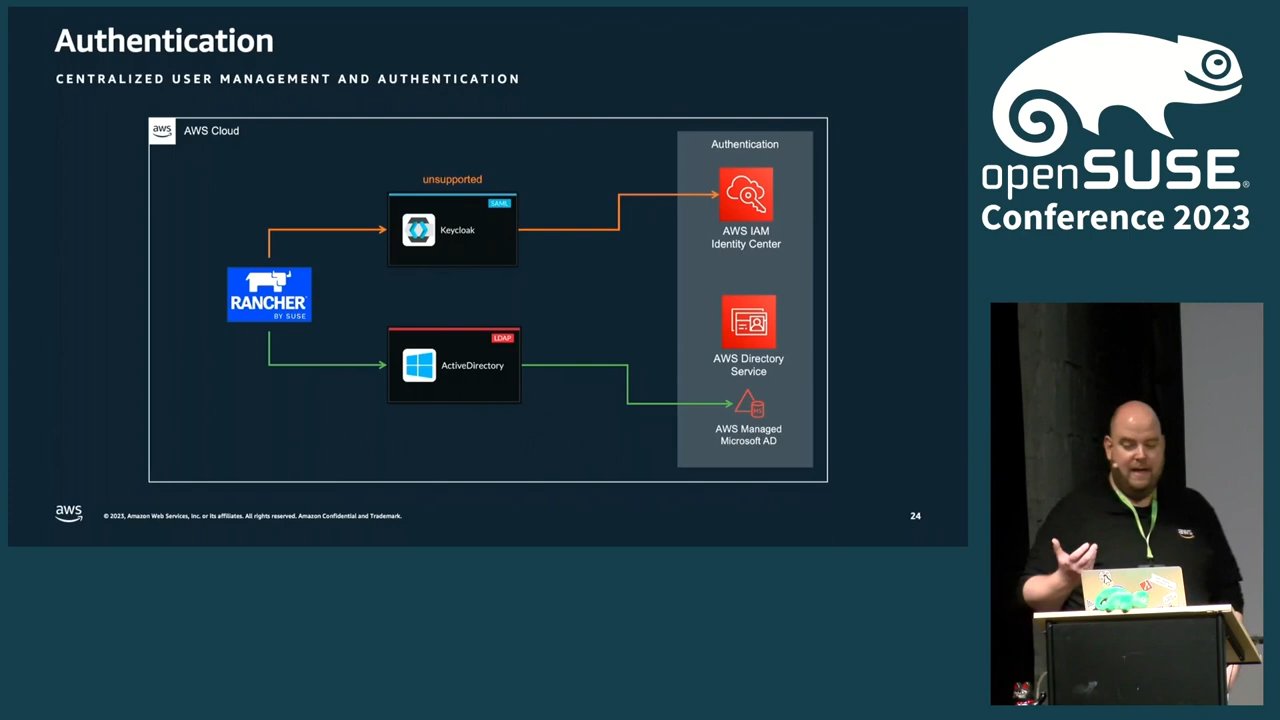 Authentication
CENTRALIZED USER MANAGEMENT AND AUTHENTICATION
aws
AWS Cloud
Authentication
unsupported
SAML
Keycloak
AWS IAM
Identity Center
RANCHER
BY SUSE
LDAP
ActiveDirectory
AWS Directory
Service
AWS Managed
Microsoft AD
aws
© 2023, Amazon Web Services, Inc. or its affiliates. All rights reserved. Amazon Confidential and Trademark.
24
openSUSE®
Conference 2023
aws